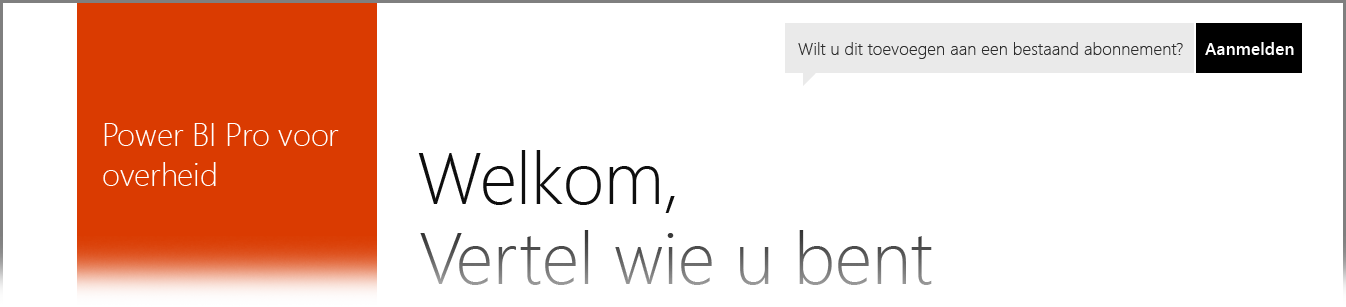 Wilt u dit toevoegen aan een bestaand abonnement? Aanmelden
Power BI Pro voor
overheid
Welkom,
Vertel wie u bent